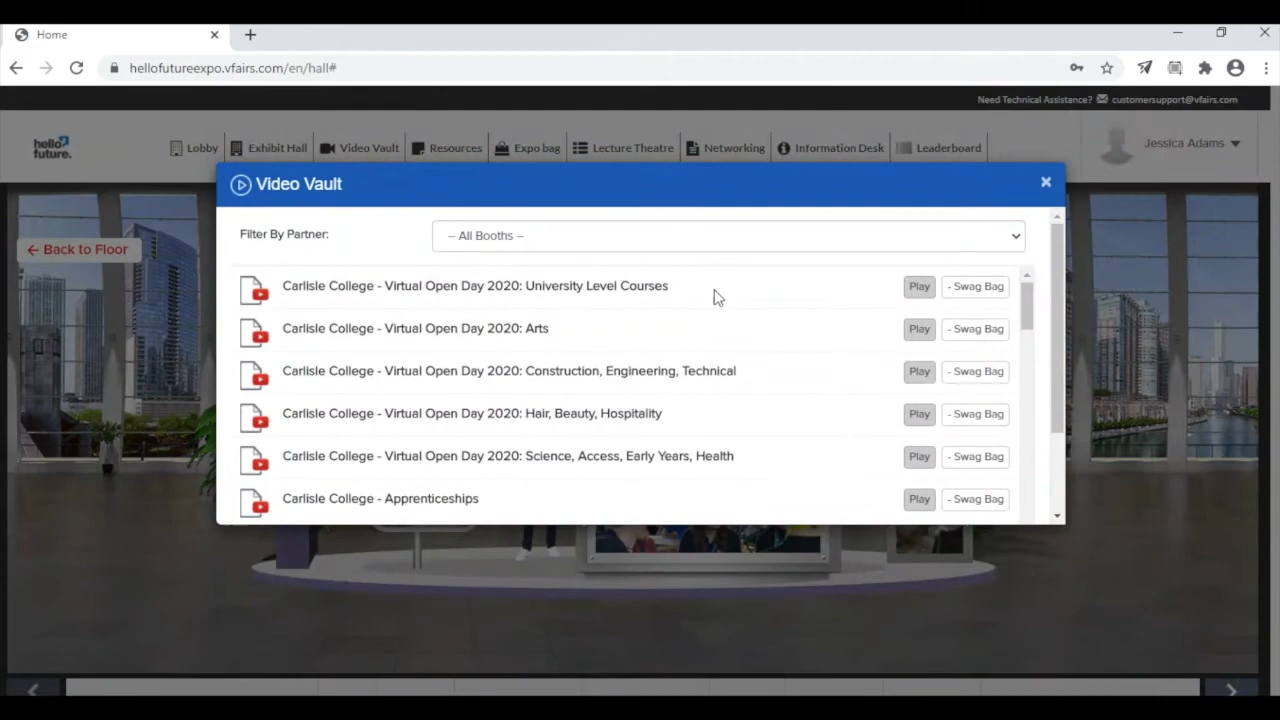 Home
hellofutureexpo.vfairs.com/en/hall#
Need Technical Assistance? customersupport@vfairs.com
hello future.
Lobby Exhibit Hall Video Vault Resources Expo bag Lecture Theatre Networking Information Desk Leaderboard Jessica Adams
Video Vault
Filter By Partner: -- All Booths --
Back to Floor
Carlisle College - Virtual Open Day 2020: University Level Courses Play - Swag Bag
Carlisle College - Virtual Open Day 2020: Arts Play - Swag Bag
Carlisle College - Virtual Open Day 2020: Construction, Engineering, Technical Play - Swag Bag
Carlisle College - Virtual Open Day 2020: Hair, Beauty, Hospitality Play - Swag Bag
Carlisle College - Virtual Open Day 2020: Science, Access, Early Years, Health Play - Swag Bag
Carlisle College - Apprenticeships Play - Swag Bag